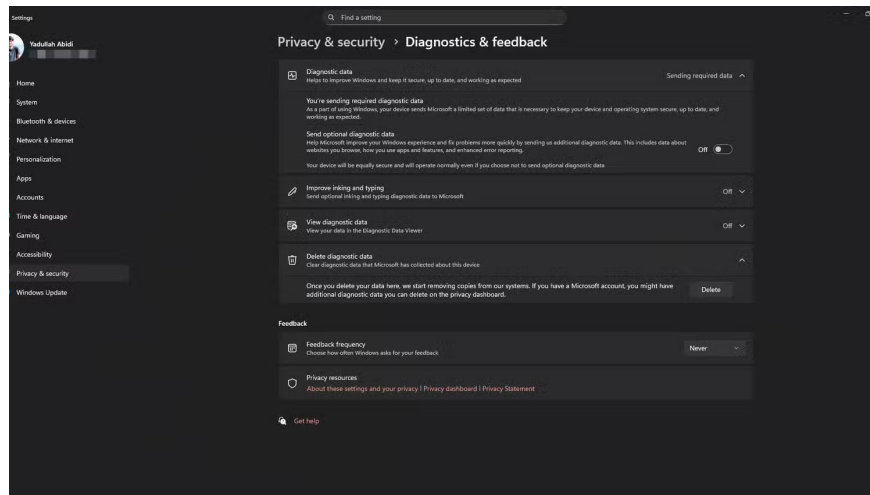 Settings
Find a setting
Yadullah Abidi
Home
System
Bluetooth & devices
Network & internet
Personalization
Apps
Accounts
Time & language
Gaming
Accessibility
Privacy & security
Windows Update
Privacy & security > Diagnostics & feedback
Diagnostic data
Helps to improve Windows and keep it secure, up to date, and working as expected
Sending required data
You're sending required diagnostic data
As a part of using Windows, your device sends Microsoft a limited set of data that is necessary to keep your device and operating system secure, up to date, and
working as expected.
Send optional diagnostic data
Help Microsoft improve your Windows experience and fix problems more quickly by sending us additional diagnostic data. This includes data about
websites you browse, how you use apps and features, and enhanced error reporting.
Off
Your device will be equally secure and will operate normally even if you choose not to send optional diagnostic data.
Improve inking and typing
Send optional inking and typing diagnostic data to Microsoft
Off
View diagnostic data
View your data in the Diagnostic Data Viewer
Off
Delete diagnostic data
Clear diagnostic data that Microsoft has collected about this device
Once you delete your data here, we start removing copies from our systems. If you have a Microsoft account, you might have
additional diagnostic data you can delete on the privacy dashboard.
Delete
Feedback
Feedback frequency
Choose how often Windows asks for your feedback
Never
Privacy resources
About these settings and your privacy | Privacy dashboard | Privacy Statement
Get help